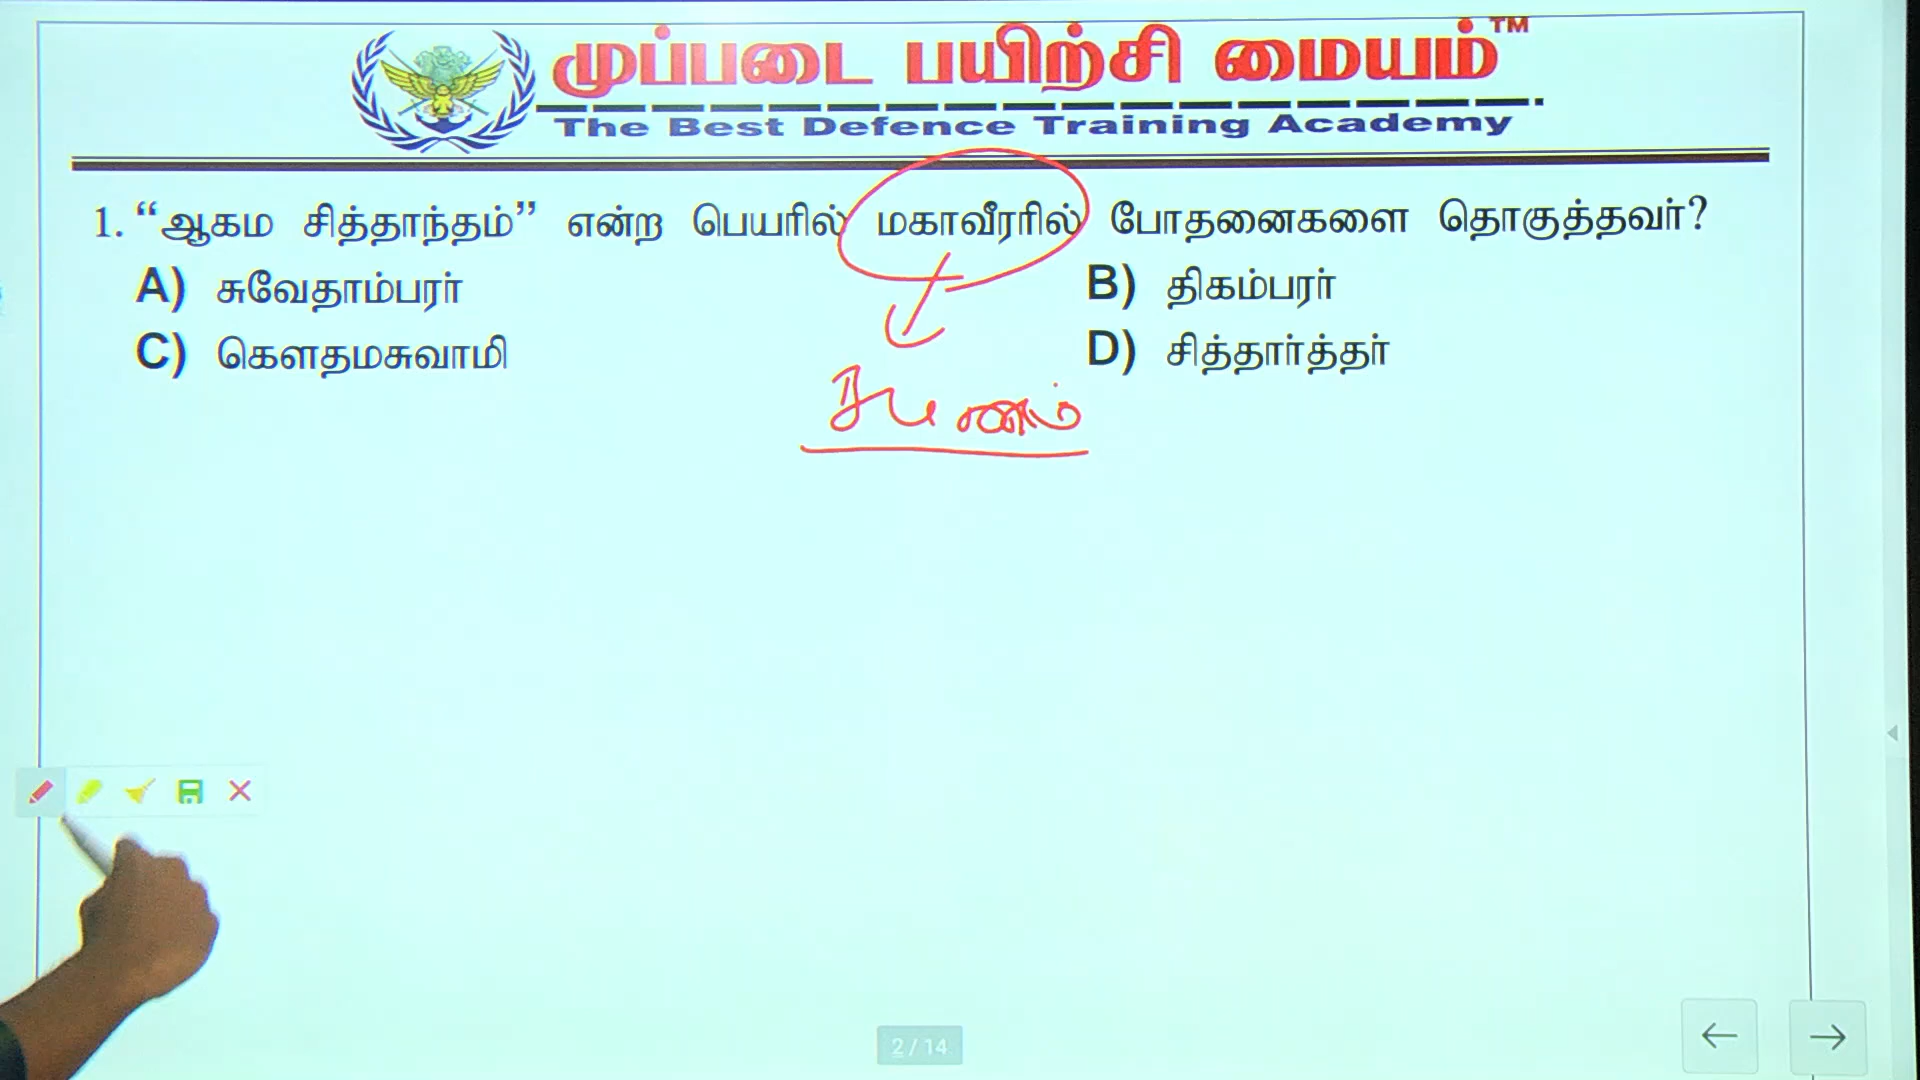 முப்படை பயிற்சி மையம்™
The Best Defence Training Academy
1. “ஆகம சித்தாந்தம்” என்ற பெயரில் மகாவீரரில் போதனைகளை தொகுத்தவர்?
A) சுவேதாம்பரர்
B) திகம்பரர்
C) கௌதமசுவாமி
D) சித்தார்த்தர்
2 / 14